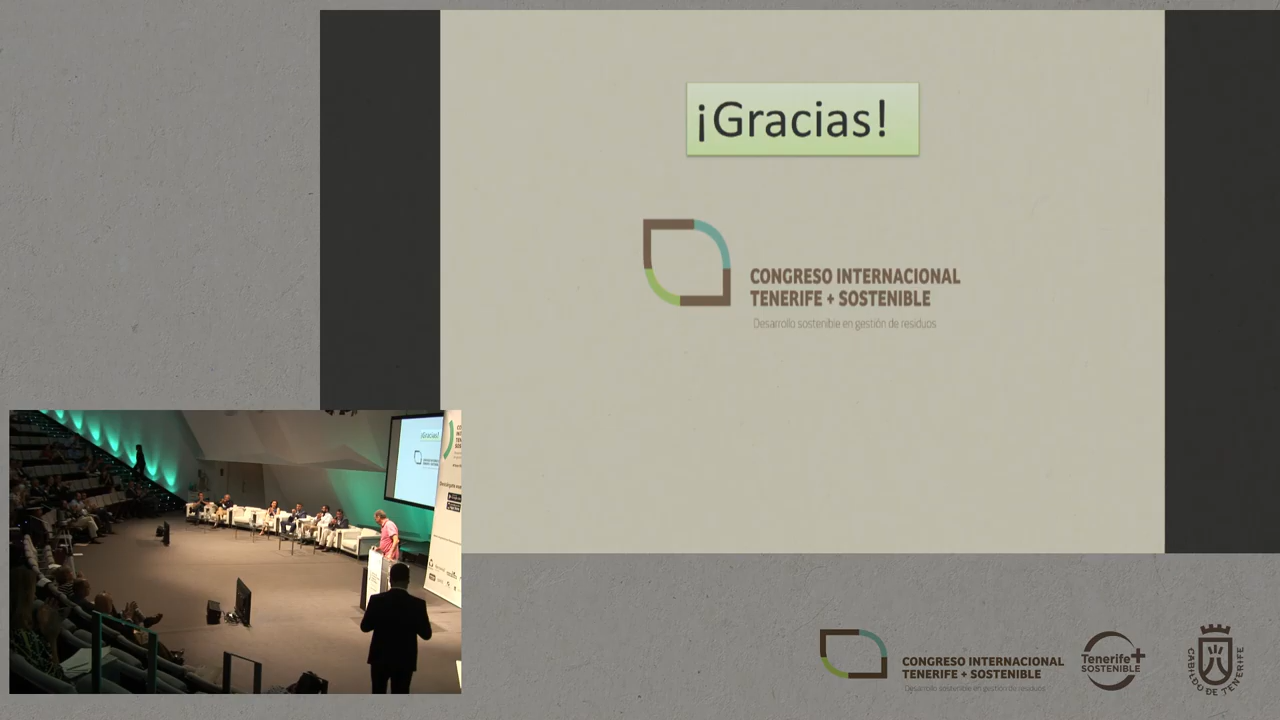 ¡Gracias!
CONGRESO INTERNACIONAL
TENERIFE + SOSTENIBLE
Desarrollo sostenible en gestión de residuos
¡Gracias!
CONGRESO INTERNACIONAL
TENERIFE + SOSTENIBLE
Desarrollo sostenible en gestión de residuos
Tenerife+
SOSTENIBLE
CABILDO DE TENERIFE